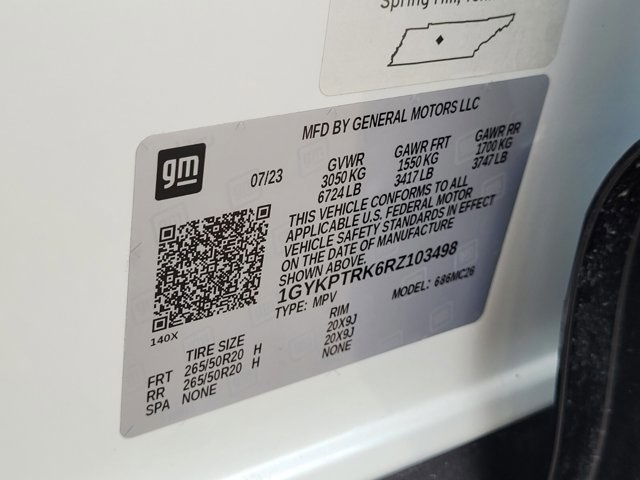 Spring Hill,
MFD BY GENERAL MOTORS LLC
gm
07/23
GVWR GAWR FRT GAWR RR
3050 KG 1550 KG 1700 KG
6724 LB 3417 LB 3747 LB
THIS VEHICLE CONFORMS TO ALL
APPLICABLE U.S. FEDERAL MOTOR
VEHICLE SAFETY STANDARDS IN EFFECT
ON THE DATE OF MANUFACTURE
SHOWN ABOVE.
1GYKPTRK6RZ103498
TYPE: MPV MODEL: 686MC26
140X
TIRE SIZE RIM
FRT 265/50R20 H 20X9J
RR 265/50R20 H 20X9J
SPA NONE NONE